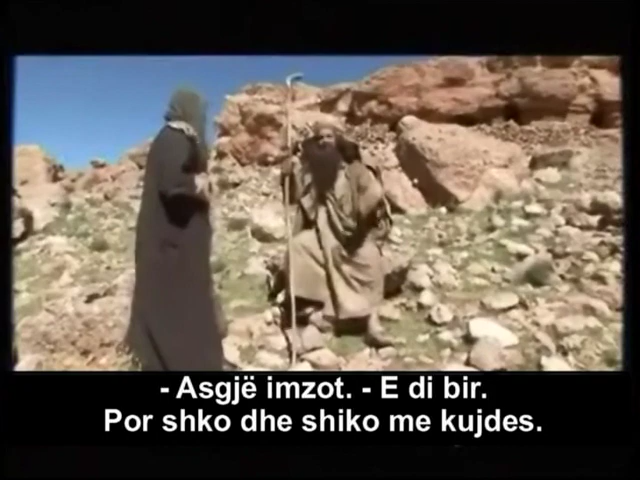 - Asgjë imzot. - E di bir.
Por shko dhe shiko me kujdes.